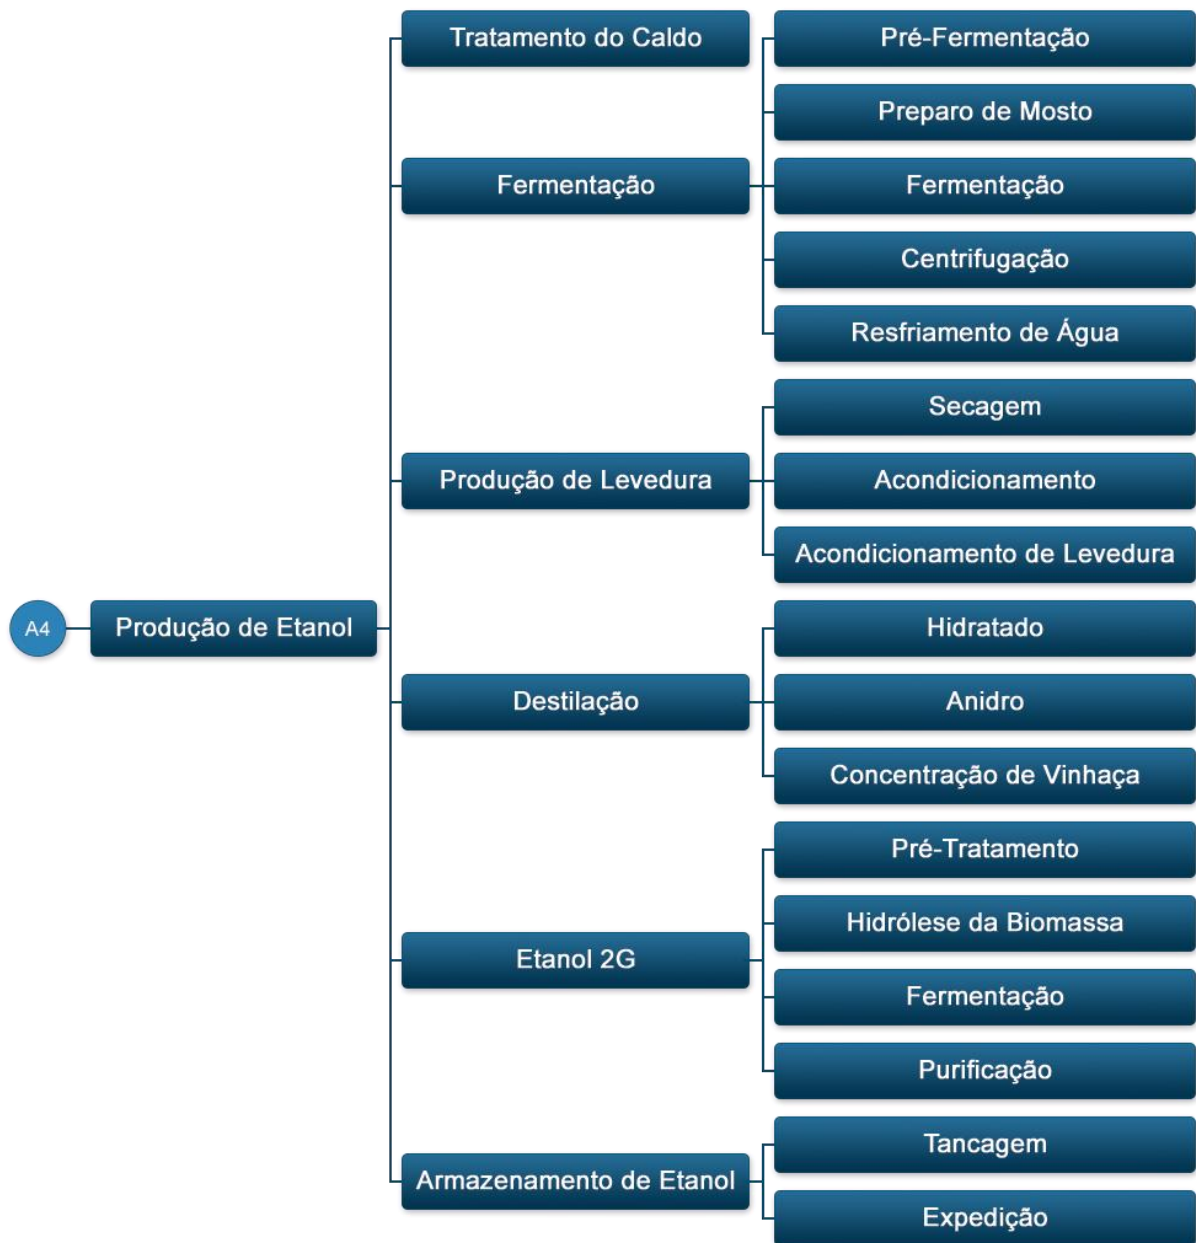 A4
Produção de Etanol
Tratamento do Caldo
Fermentação
Pré-Fermentação
Preparo de Mosto
Fermentação
Centrifugação
Resfriamento de Água
Produção de Levedura
Secagem
Acondicionamento
Acondicionamento de Levedura
Destilação
Hidratado
Anidro
Concentração de Vinhaça
Etanol 2G
Pré-Tratamento
Hidrólese da Biomassa
Fermentação
Purificação
Armazenamento de Etanol
Tancagem
Expedição